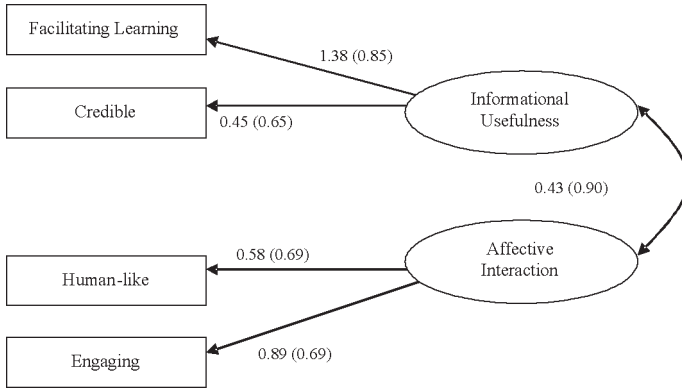 Facilitating Learning
1.38 (0.85)
Informational
Usefulness
Credible
0.45 (0.65)
0.43 (0.90)
Affective
Interaction
0.58 (0.69)
Human-like
0.89 (0.69)
Engaging